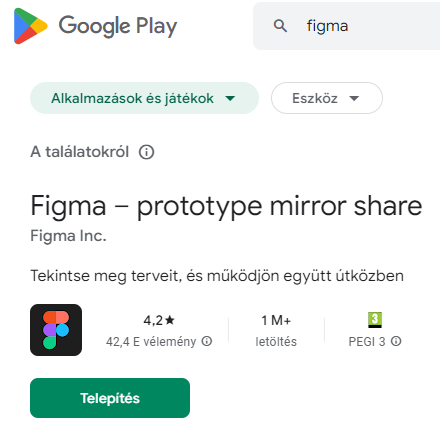 Google Play
figma
Alkalmazások és játékok
Eszköz
A találatokról
Figma – prototype mirror share
Figma Inc.
Tekintse meg terveit, és működjön együtt útközben
4,2★
42,4 E vélemény
1 M+
letöltés
3
PEGI 3
Telepítés